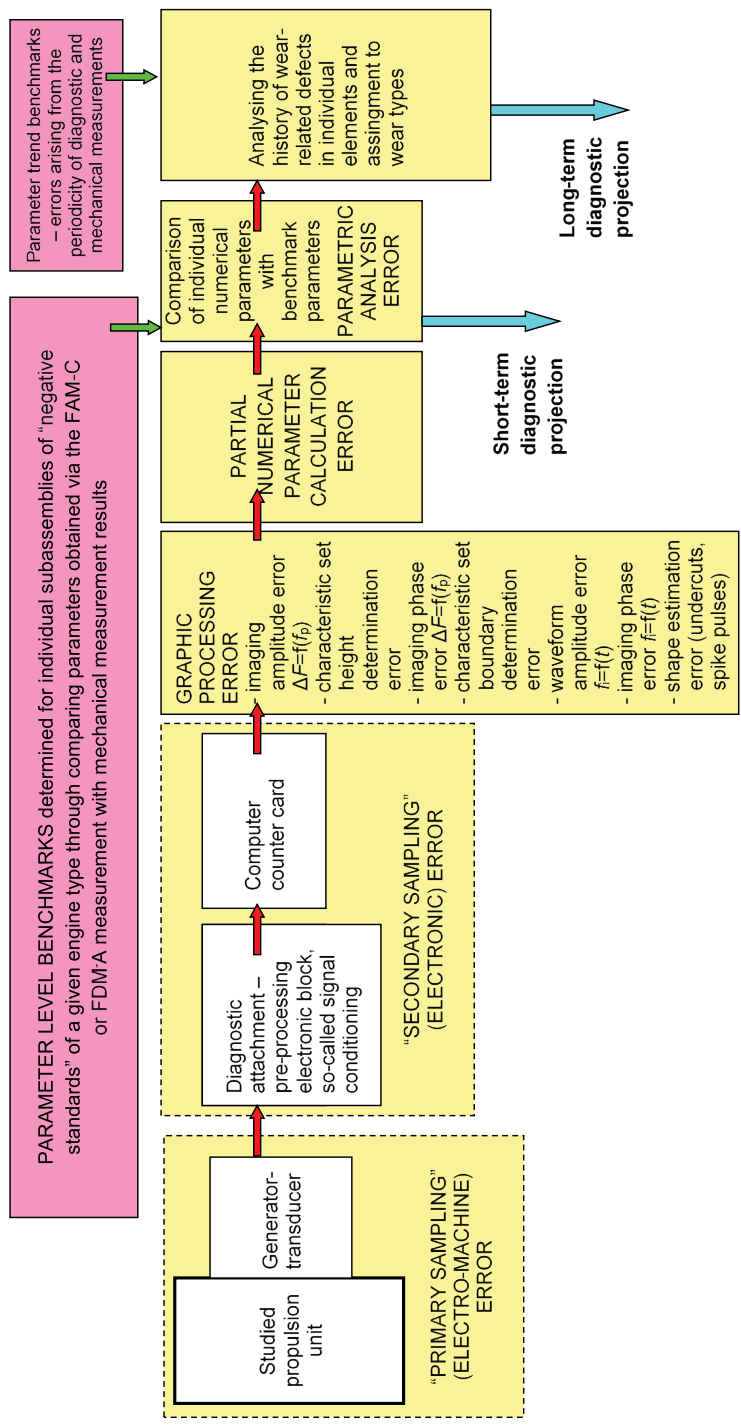 PARAMETER LEVEL BENCHMARKS determined for individual subassemblies of “negative
standards” of a given engine type through comparing parameters obtained via the FAM-C
or FDM-A measurement with mechanical measurement results
Parameter trend benchmarks
– errors arising from the
periodicity of diagnostic and
mechanical measurements
Studied
propulsion
unit
Generator-
transducer
“PRIMARY SAMPLING”
(ELECTRO-MACHINE)
ERROR
Diagnostic
attachment –
pre-processing
electronic block,
so-called signal
conditioning
Computer
counter card
“SECONDARY SAMPLING”
(ELECTRONIC) ERROR
GRAPHIC
PROCESSING
ERROR
- imaging
amplitude error
ΔF=f(fp)
- characteristic set
height
determination
error
- imaging phase
error ΔF=f(fp)
- characteristic set
boundary
determination
error
- waveform
amplitude error
fi=f(t)
- imaging phase
error fi=f(t)
- shape estimation
error (undercuts,
spike pulses)
PARTIAL
NUMERICAL
PARAMETER
CALCULATION
ERROR
Comparison
of individual
numerical
parameters
with
benchmark
parameters
PARAMETRIC
ANALYSIS
ERROR
Analysing the
history of wear-
related defects
in individual
elements and
assingment to
wear types
Short-term
diagnostic
projection
Long-term
diagnostic
projection